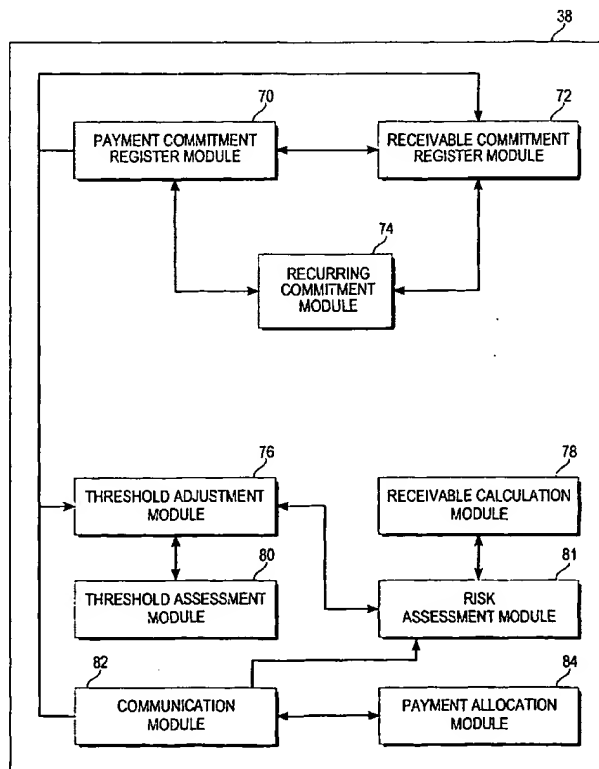 38
70
PAYMENT COMMITMENT
REGISTER MODULE
72
RECEIVABLE COMMITMENT
REGISTER MODULE
74
RECURRING
COMMITMENT
MODULE
76
THRESHOLD ADJUSTMENT
MODULE
78
RECEIVABLE CALCULATION
MODULE
80
THRESHOLD ASSESSMENT
MODULE
81
RISK
ASSESSMENT MODULE
82
COMMUNICATION
MODULE
84
PAYMENT ALLOCATION
MODULE